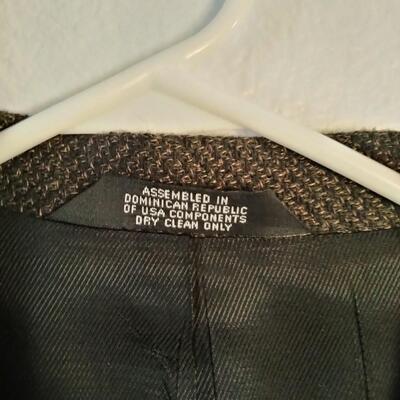 ASSEMBLED IN
DOMINICAN REPUBLIC
OF USA COMPONENTS
DRY CLEAN ONLY